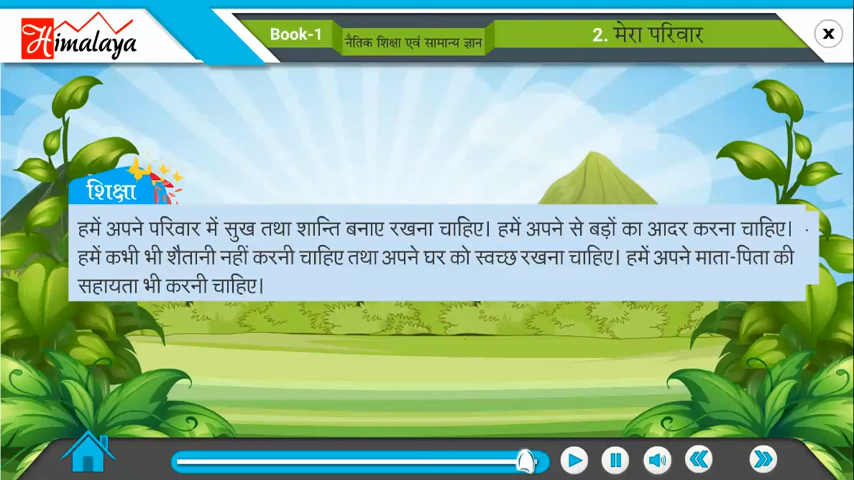 Himalaya
Book-1
नैतिक शिक्षा एवं सामान्य ज्ञान
2. मेरा परिवार
X
शिक्षा
हमें अपने परिवार में सुख तथा शान्ति बनाए रखना चाहिए। हमें अपने से बड़ों का आदर करना चाहिए।
हमें कभी भी शैतानी नहीं करनी चाहिए तथा अपने घर को स्वच्छ रखना चाहिए। हमें अपने माता-पिता की
सहायता भी करनी चाहिए।